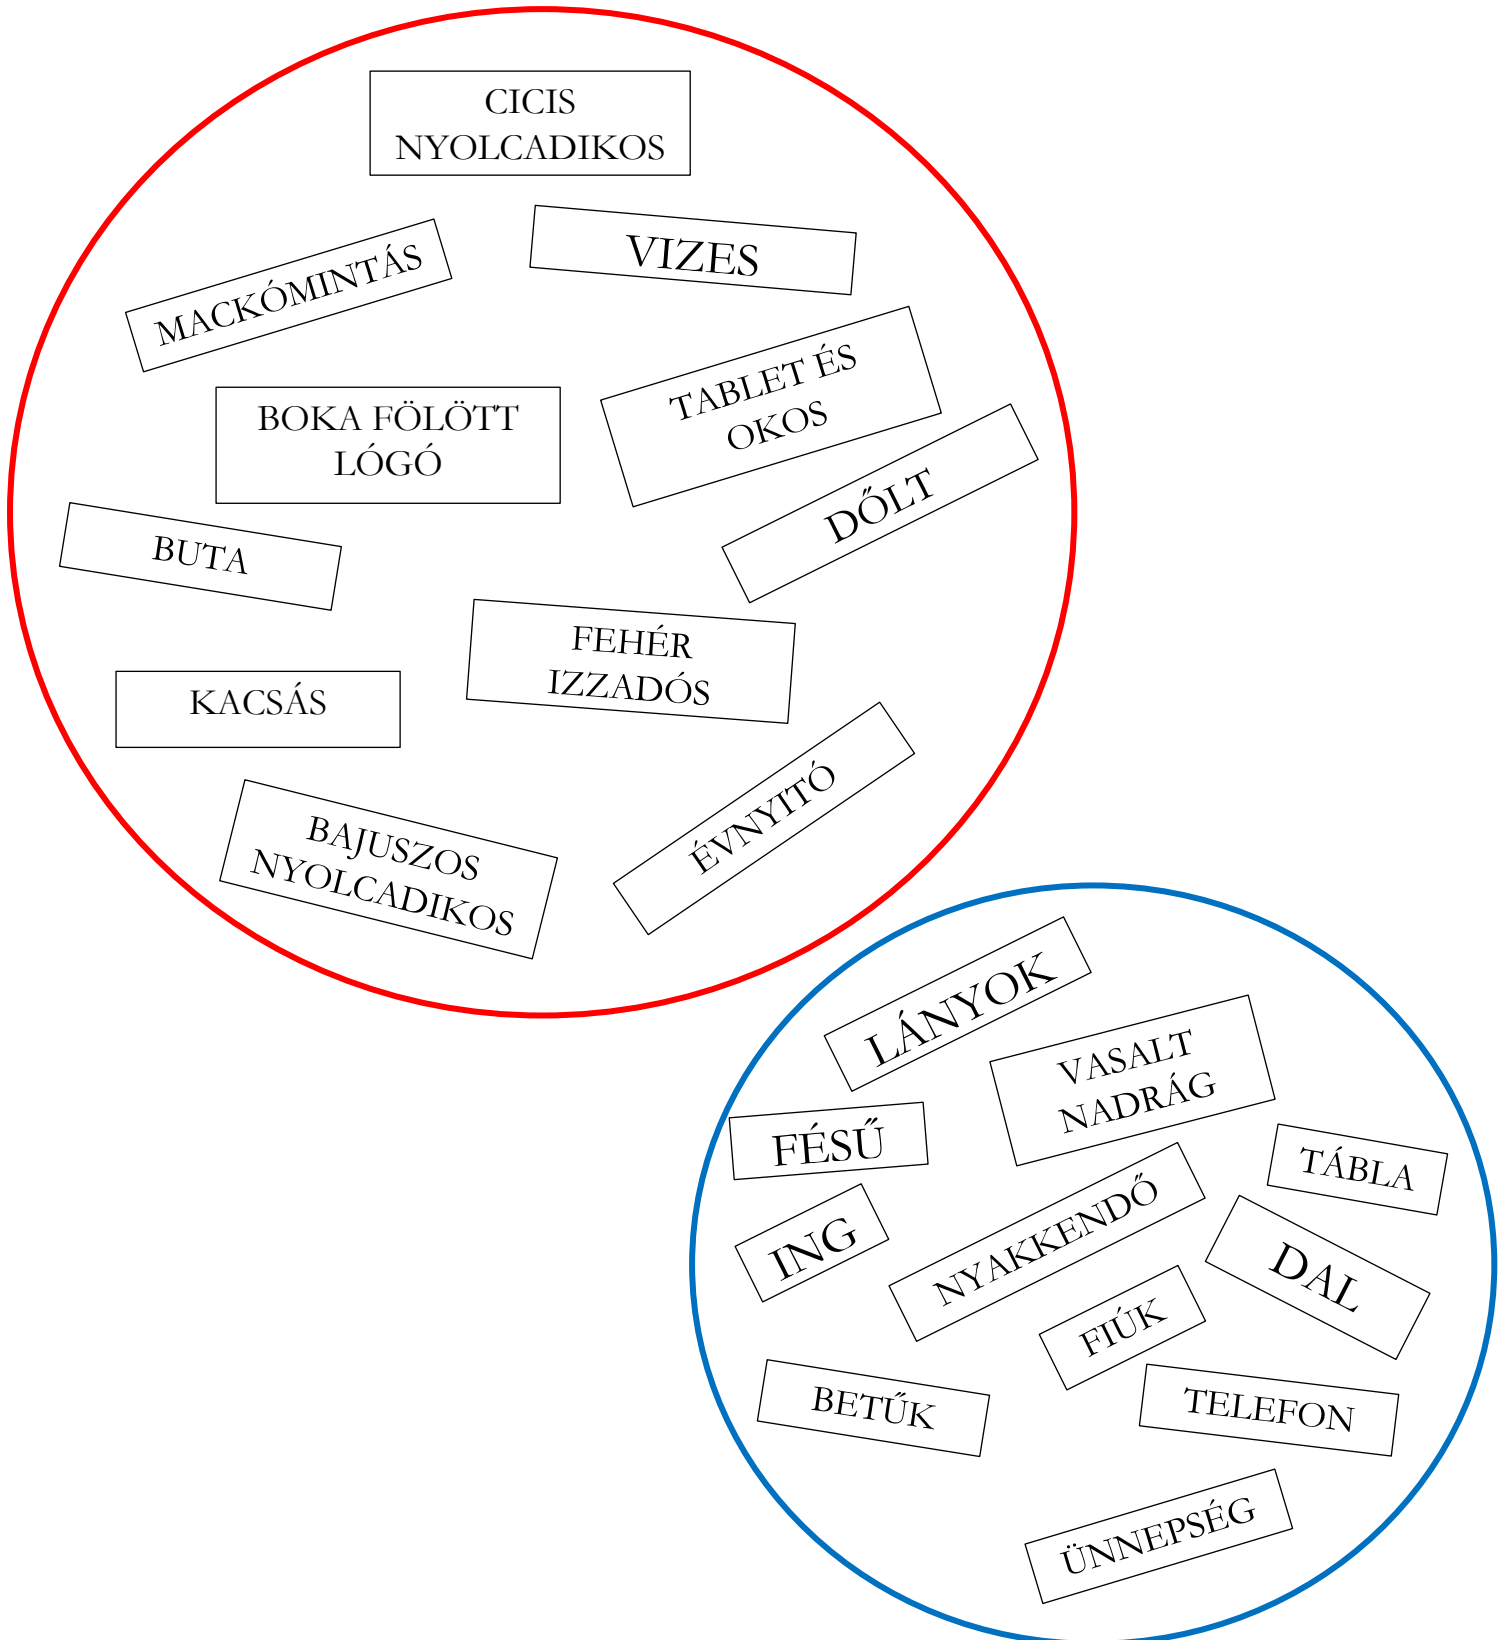 CICIS
NYOLCADIKOS
VIZES
MACKÓMINTÁS
TABLET ÉS
OKOS
BOKA FÖLÖTT
LÓGÓ
DŐLT
BUTA
FEHÉR
IZZADÓS
KACSÁS
ÉVNYITÓ
BAJUSZOS
NYOLCADIKOS
LÁNYOK
VASALT
NADRÁG
FÉSŰ
TÁBLA
ING
NYAKKENDŐ
DAL
FIÚK
BETŰK
TELEFON
ÜNNEPSÉG